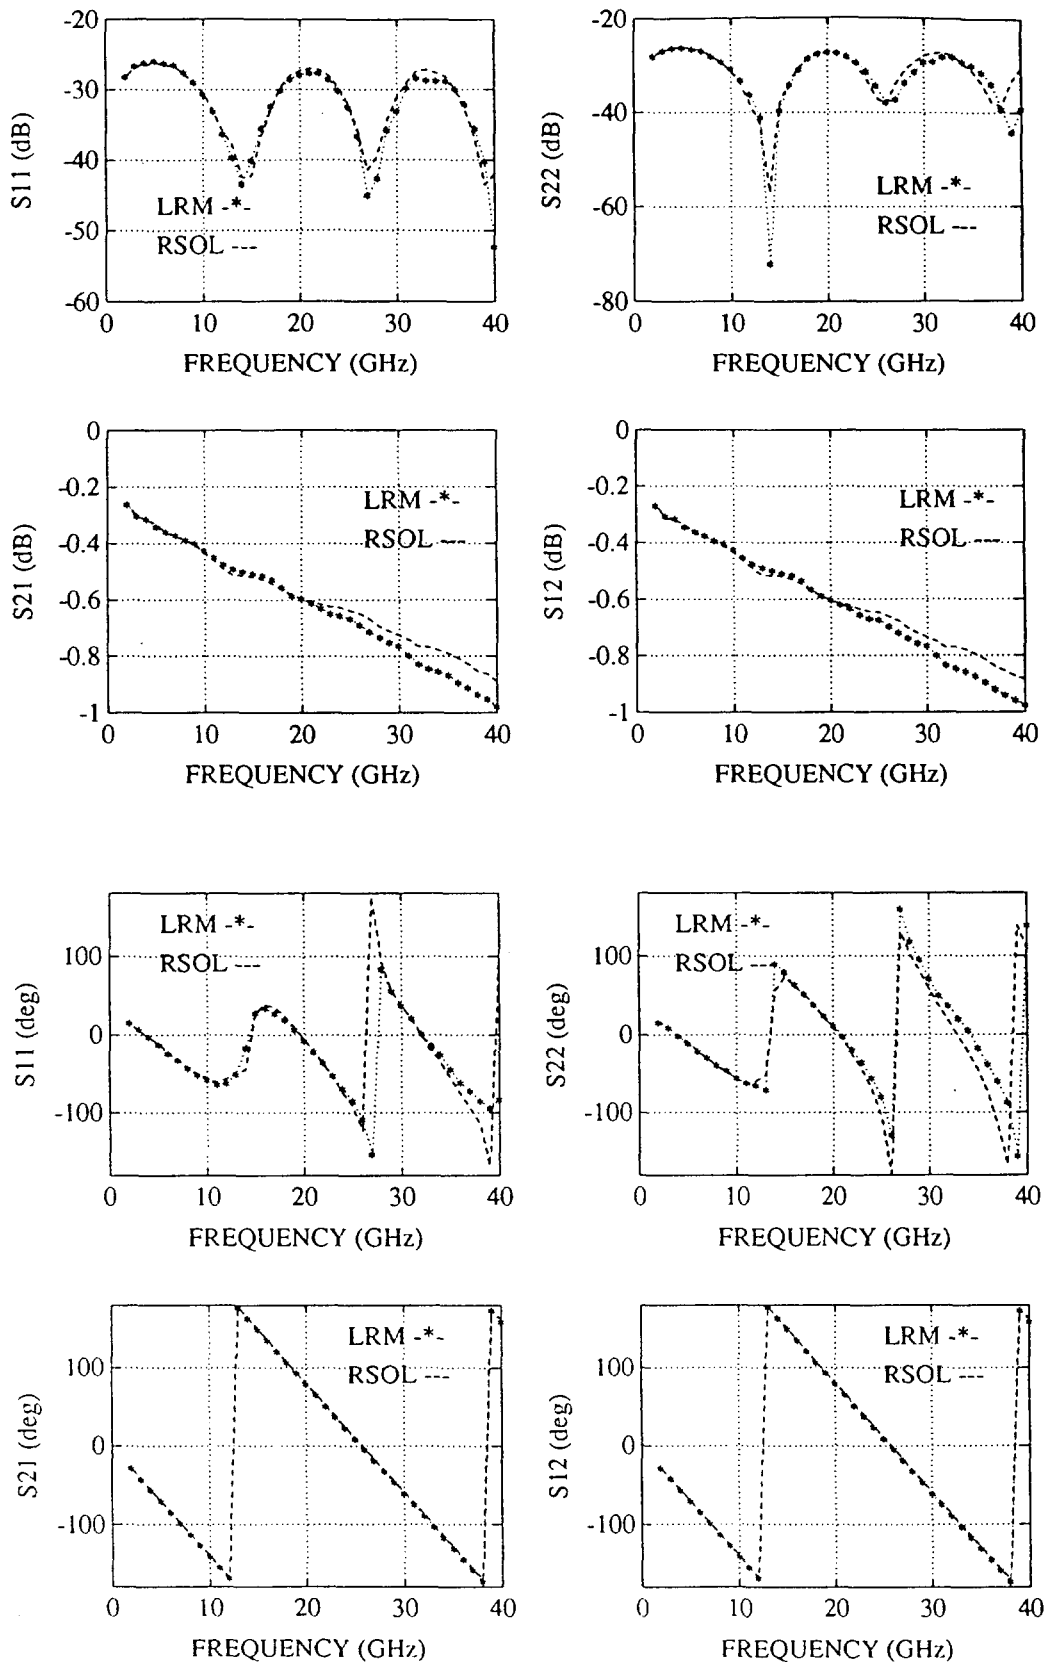 -20
-30
-40
-50
-60
S11 (dB)
LRM -*-
RSOL ---
0 10 20 30 40
FREQUENCY (GHz)
-20
-40
-60
-80
S22 (dB)
LRM -*-
RSOL ---
0 10 20 30 40
FREQUENCY (GHz)
0
-0.2
-0.4
-0.6
-0.8
-1
S21 (dB)
LRM -*-
RSOL ---
0 10 20 30 40
FREQUENCY (GHz)
0
-0.2
-0.4
-0.6
-0.8
-1
S12 (dB)
LRM -*-
RSOL ---
0 10 20 30 40
FREQUENCY (GHz)
100
0
-100
S11 (deg)
LRM -*-
RSOL ---
0 10 20 30 40
FREQUENCY (GHz)
100
0
-100
S22 (deg)
LRM -*-
RSOL ---
0 10 20 30 40
FREQUENCY (GHz)
100
0
-100
S21 (deg)
LRM -*-
RSOL ---
0 10 20 30 40
FREQUENCY (GHz)
100
0
-100
S12 (deg)
LRM -*-
RSOL ---
0 10 20 30 40
FREQUENCY (GHz)